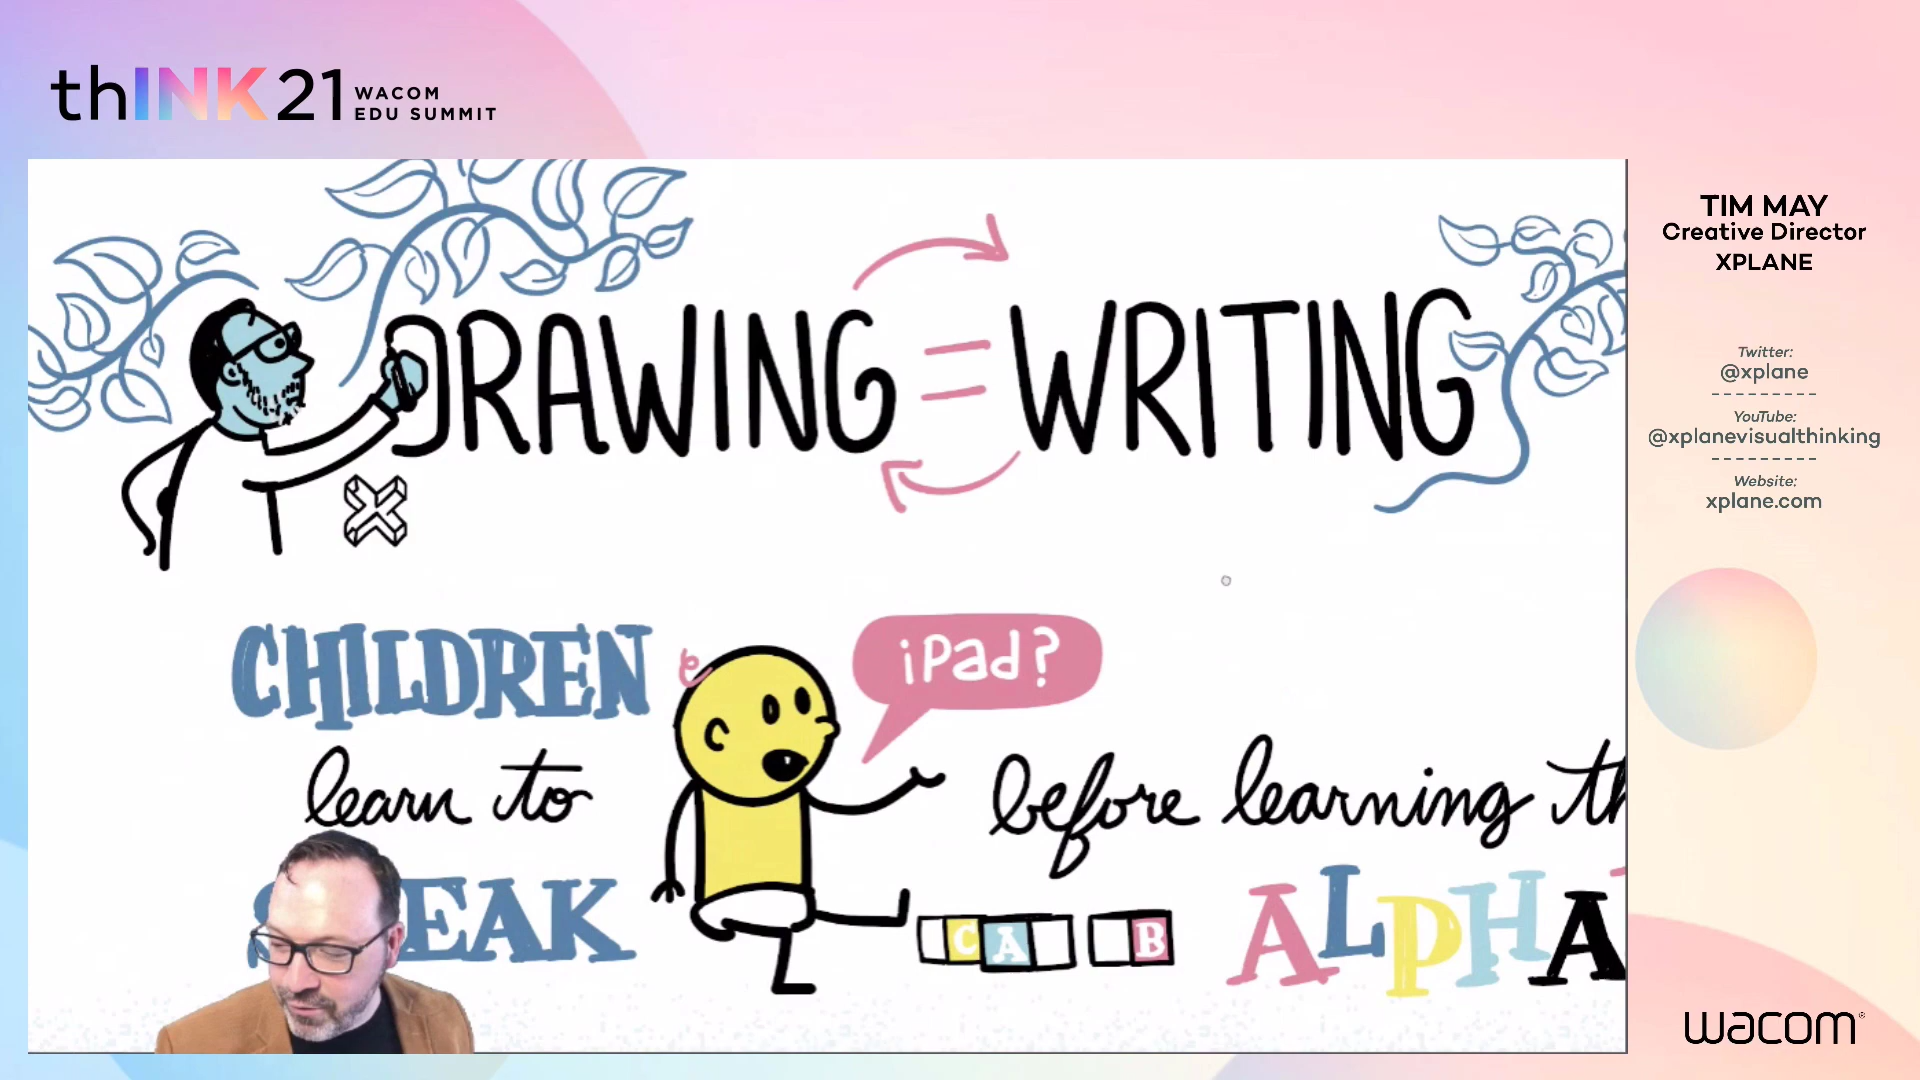 thINK21 WACOM
EDU SUMMIT
DRAWING = WRITING
CHILDREN
iPad?
learn to
before learning th
EAK
C A B
ALPHA
TIM MAY
Creative Director
XPLANE
Twitter:
@xplane
YouTube:
@xplanevisualthinking
Website:
xplane.com
wacom®